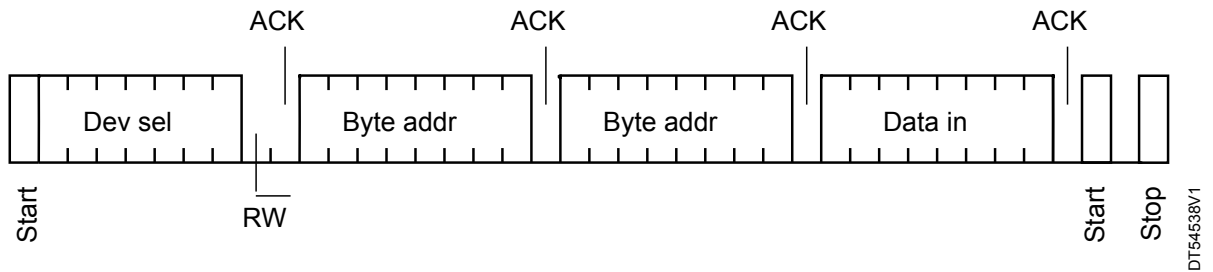 ACK ACK ACK ACK
Dev sel Byte addr Byte addr Data in
RW
Start Start Stop
DT54538V1